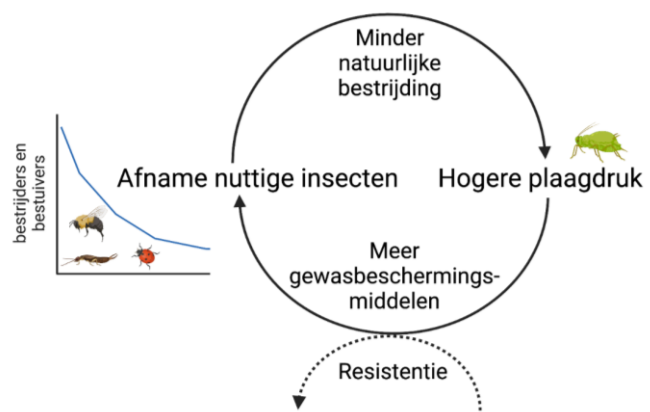 Minder
natuurlijke
bestrijding
bestrijders en
bestuivers
Afname nuttige insecten
Hogere plaagdruk
Meer
gewasbeschermings-
middelen
Resistentie